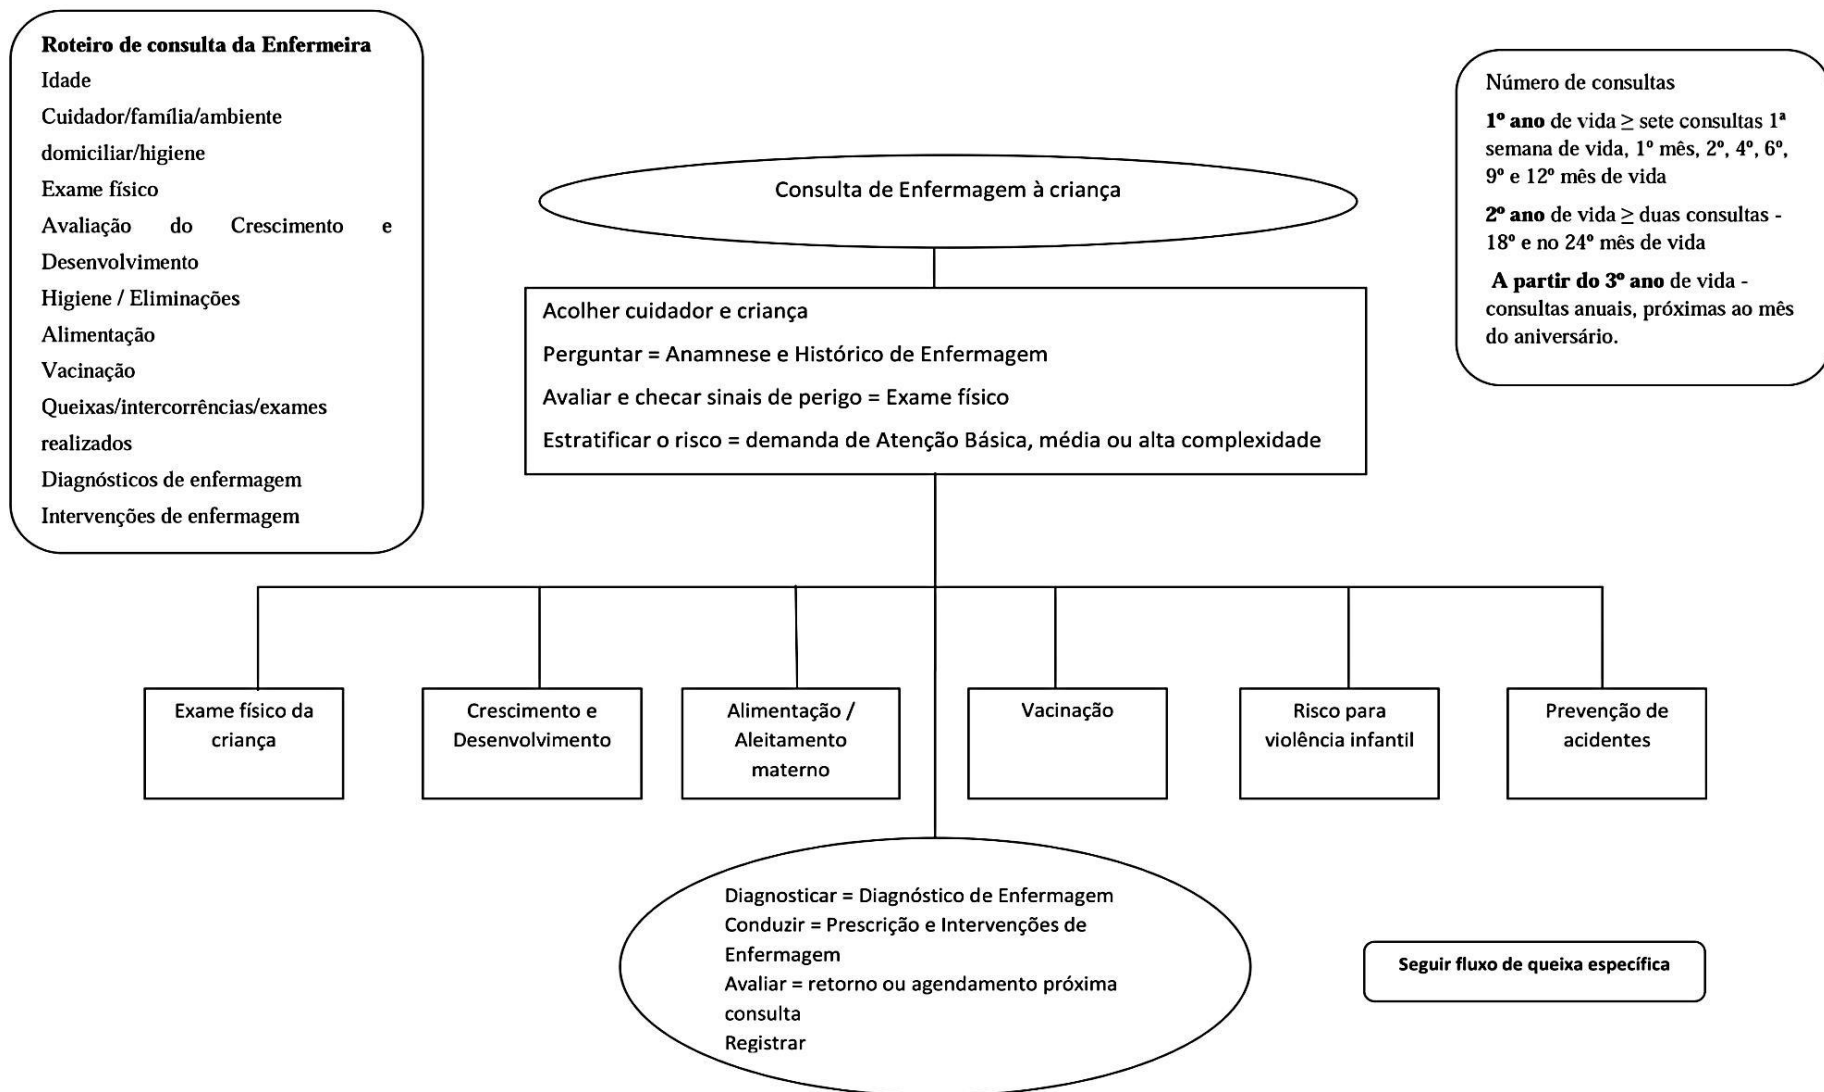 Roteiro de consulta da Enfermeira
Idade
Cuidador/família/ambiente
domiciliar/higiene
Exame físico
Avaliação do Crescimento e
Desenvolvimento
Higiene / Eliminações
Alimentação
Vacinação
Queixas/intercorrências/exames
realizados
Diagnósticos de enfermagem
Intervenções de enfermagem
Consulta de Enfermagem à criança
Número de consultas
1º ano de vida ≥ sete consultas 1ª
semana de vida, 1º mês, 2º, 4º, 6º,
9º e 12º mês de vida
2º ano de vida ≥ duas consultas -
18º e no 24º mês de vida
A partir do 3º ano de vida -
consultas anuais, próximas ao mês
do aniversário.
Acolher cuidador e criança
Perguntar = Anamnese e Histórico de Enfermagem
Avaliar e checar sinais de perigo = Exame físico
Estratificar o risco = demanda de Atenção Básica, média ou alta complexidade
Exame físico da
criança
Crescimento e
Desenvolvimento
Alimentação /
Aleitamento
materno
Vacinação
Risco para
violência infantil
Prevenção de
acidentes
Diagnosticar = Diagnóstico de Enfermagem
Conduzir = Prescrição e Intervenções de
Enfermagem
Avaliar = retorno ou agendamento próxima
consulta
Registrar
Seguir fluxo de queixa específica